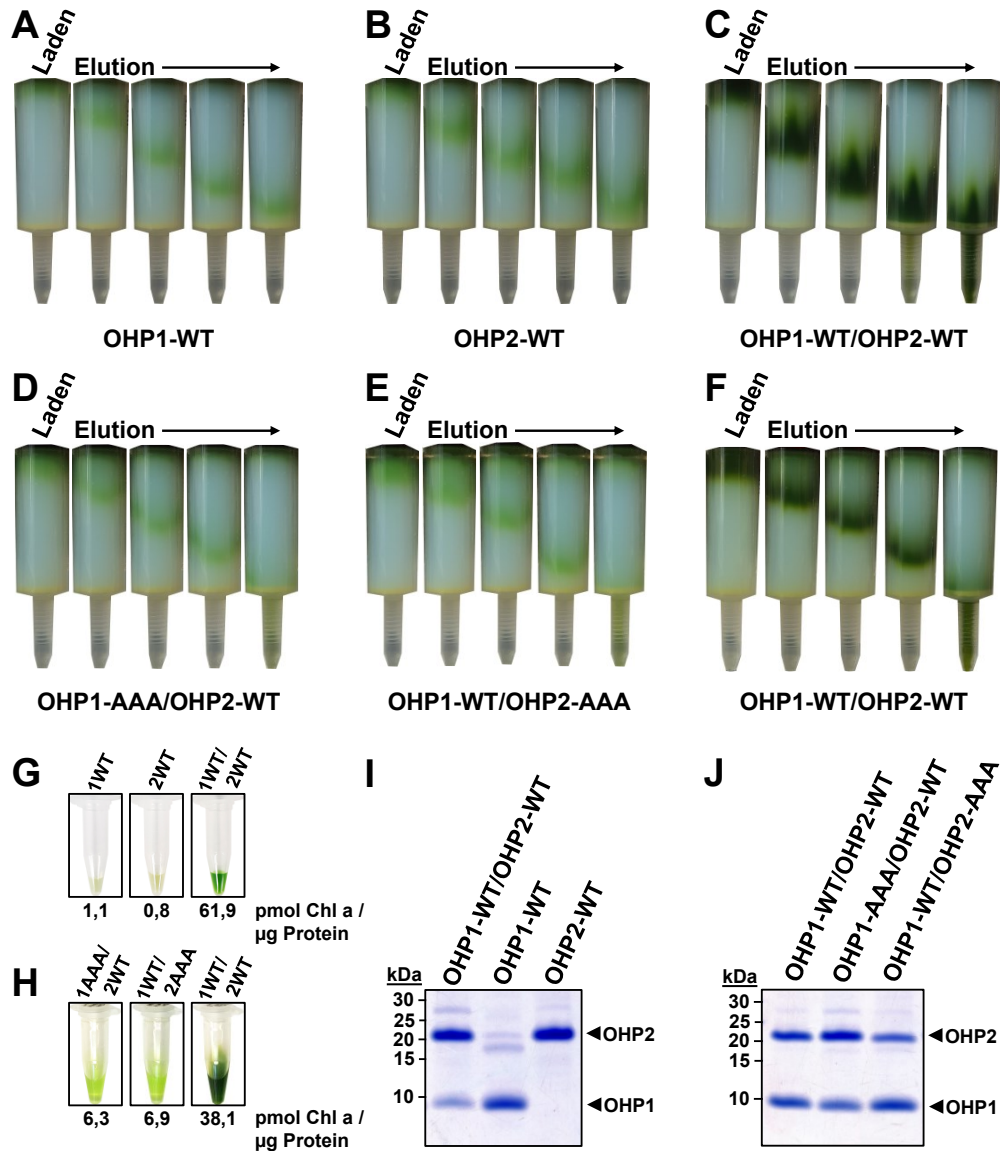 A
Laden
Elution
OHP1-WT
B
Laden
Elution
OHP2-WT
C
Laden
Elution
OHP1-WT/OHP2-WT
D
Laden
Elution
OHP1-AAA/OHP2-WT
E
Laden
Elution
OHP1-WT/OHP2-AAA
F
Laden
Elution
OHP1-WT/OHP2-WT
G
1WT
2WT
1WT/
2WT
1,1
0,8
61,9
pmol Chl a /
µg Protein
H
1AAA/
2WT
1WT/
2AAA
1WT/
2WT
6,3
6,9
38,1
pmol Chl a /
µg Protein
I
OHP1-WT/OHP2-WT
OHP1-WT
OHP2-WT
kDa
30
25
20
15
10
OHP2
OHP1
J
OHP1-WT/OHP2-WT
OHP1-AAA/OHP2-WT
OHP1-WT/OHP2-AAA
kDa
30
25
20
15
10
OHP2
OHP1